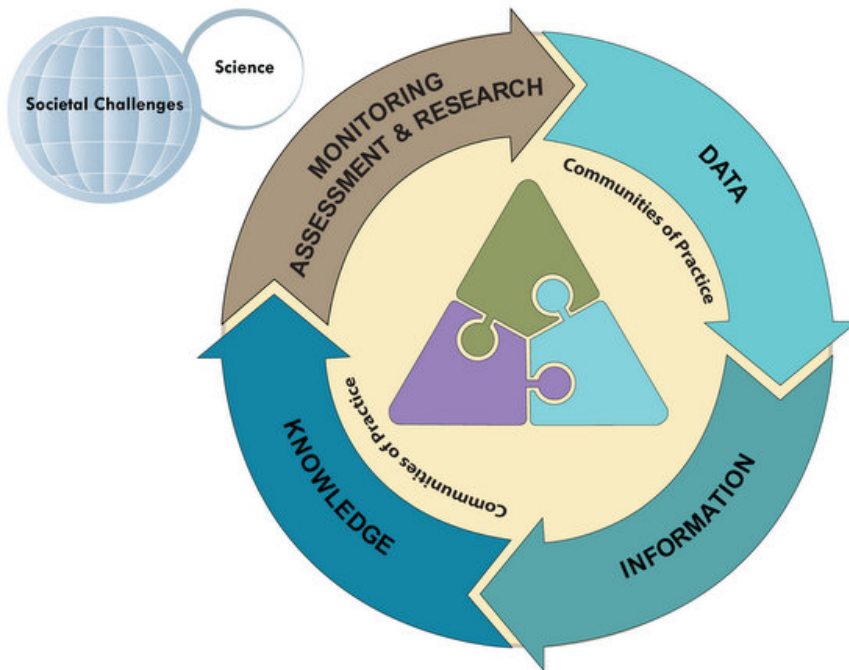 Science
Societal Challenges
MONITORING
ASSESSMENT & RESEARCH
DATA
Communities of Practice
INFORMATION
KNOWLEDGE
Communities of Practice